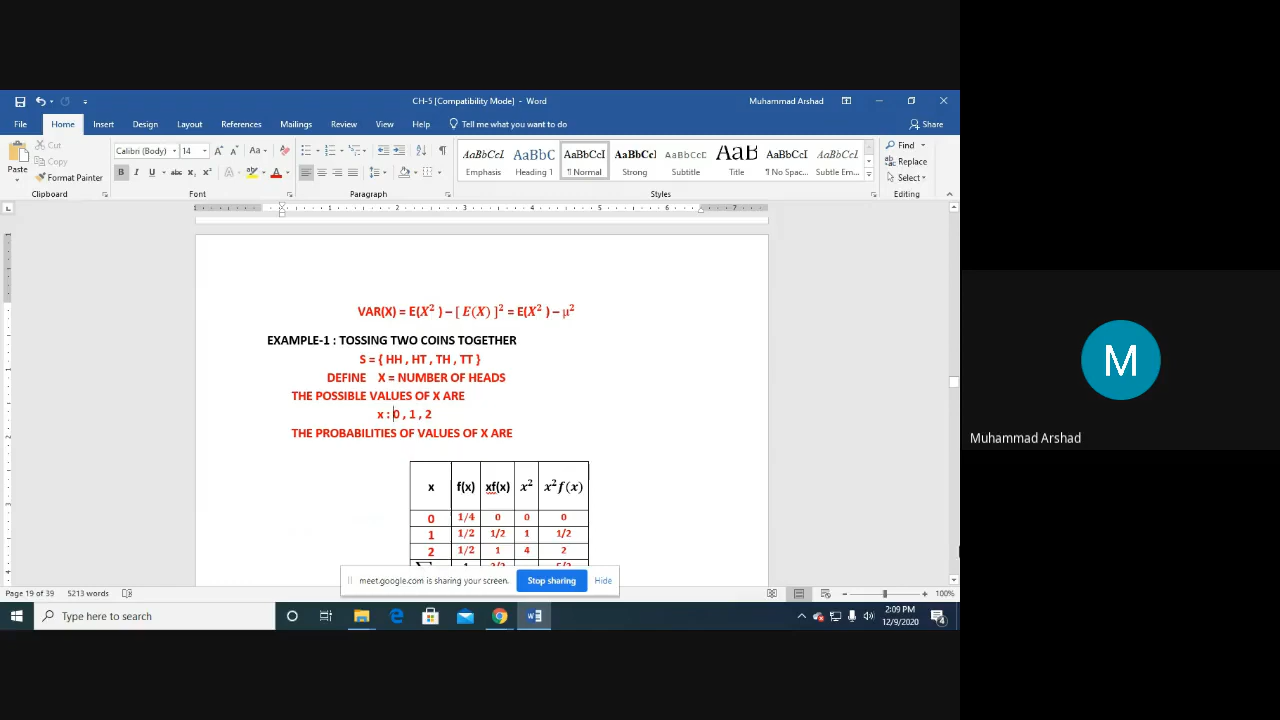 CH-5 [Compatibility Mode] - Word
Muhammad Arshad
File Home Insert Design Layout References Mailings Review View Help Tell me what you want to do Share
Paste Cut Copy Format Painter
Calibri (Body) 14
AaBbCcI AaBbC AaBbCcI AaBbCcI AaBbCcD AaB AaBbCcI AaBbCcI
Emphasis Heading 1 ¶ Normal Strong Subtitle Title ¶ No Spac... Subtle Em...
Find
Replace
Select
Clipboard Font Paragraph Styles Editing
VAR(X) = E(X² ) – [ E(X) ]² = E(X² ) – µ²
EXAMPLE-1 : TOSSING TWO COINS TOGETHER
S = { HH , HT , TH , TT }
DEFINE X = NUMBER OF HEADS
THE POSSIBLE VALUES OF X ARE
x : 0 , 1 , 2
THE PROBABILITIES OF VALUES OF X ARE
x f(x) xf(x) x² x²f(x)
0 1/4 0 0 0
1 1/2 1/2 1 1/2
2 1/2 1 4 2
meet.google.com is sharing your screen. Stop sharing Hide
Page 19 of 39 5213 words 100%
Type here to search
2:09 PM
12/9/2020
4
M
Muhammad Arshad